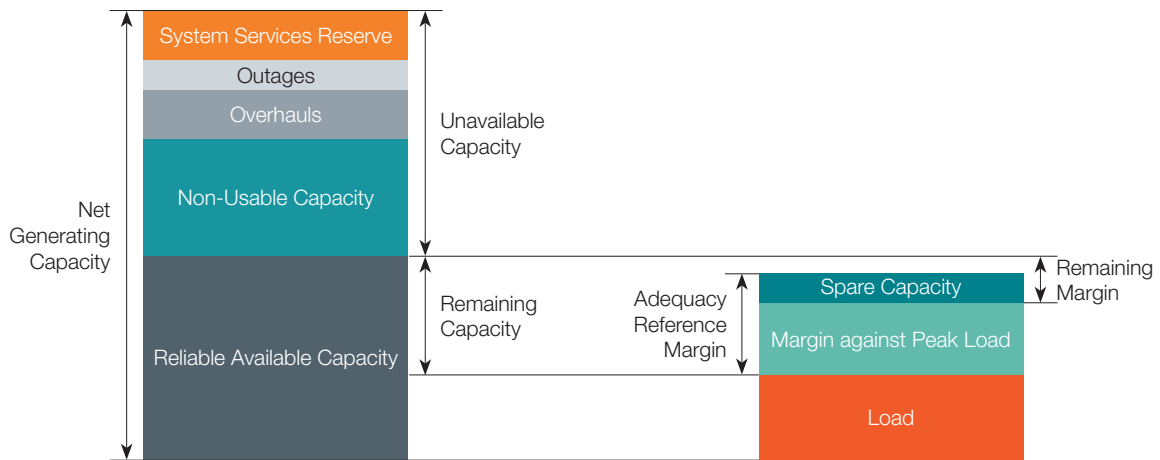 System Services Reserve
Outages
Overhauls
Non-Usable Capacity
Reliable Available Capacity
Net
Generating
Capacity
Unavailable
Capacity
Remaining
Capacity
Adequacy
Reference
Margin
Spare Capacity
Margin against Peak Load
Load
Remaining
Margin